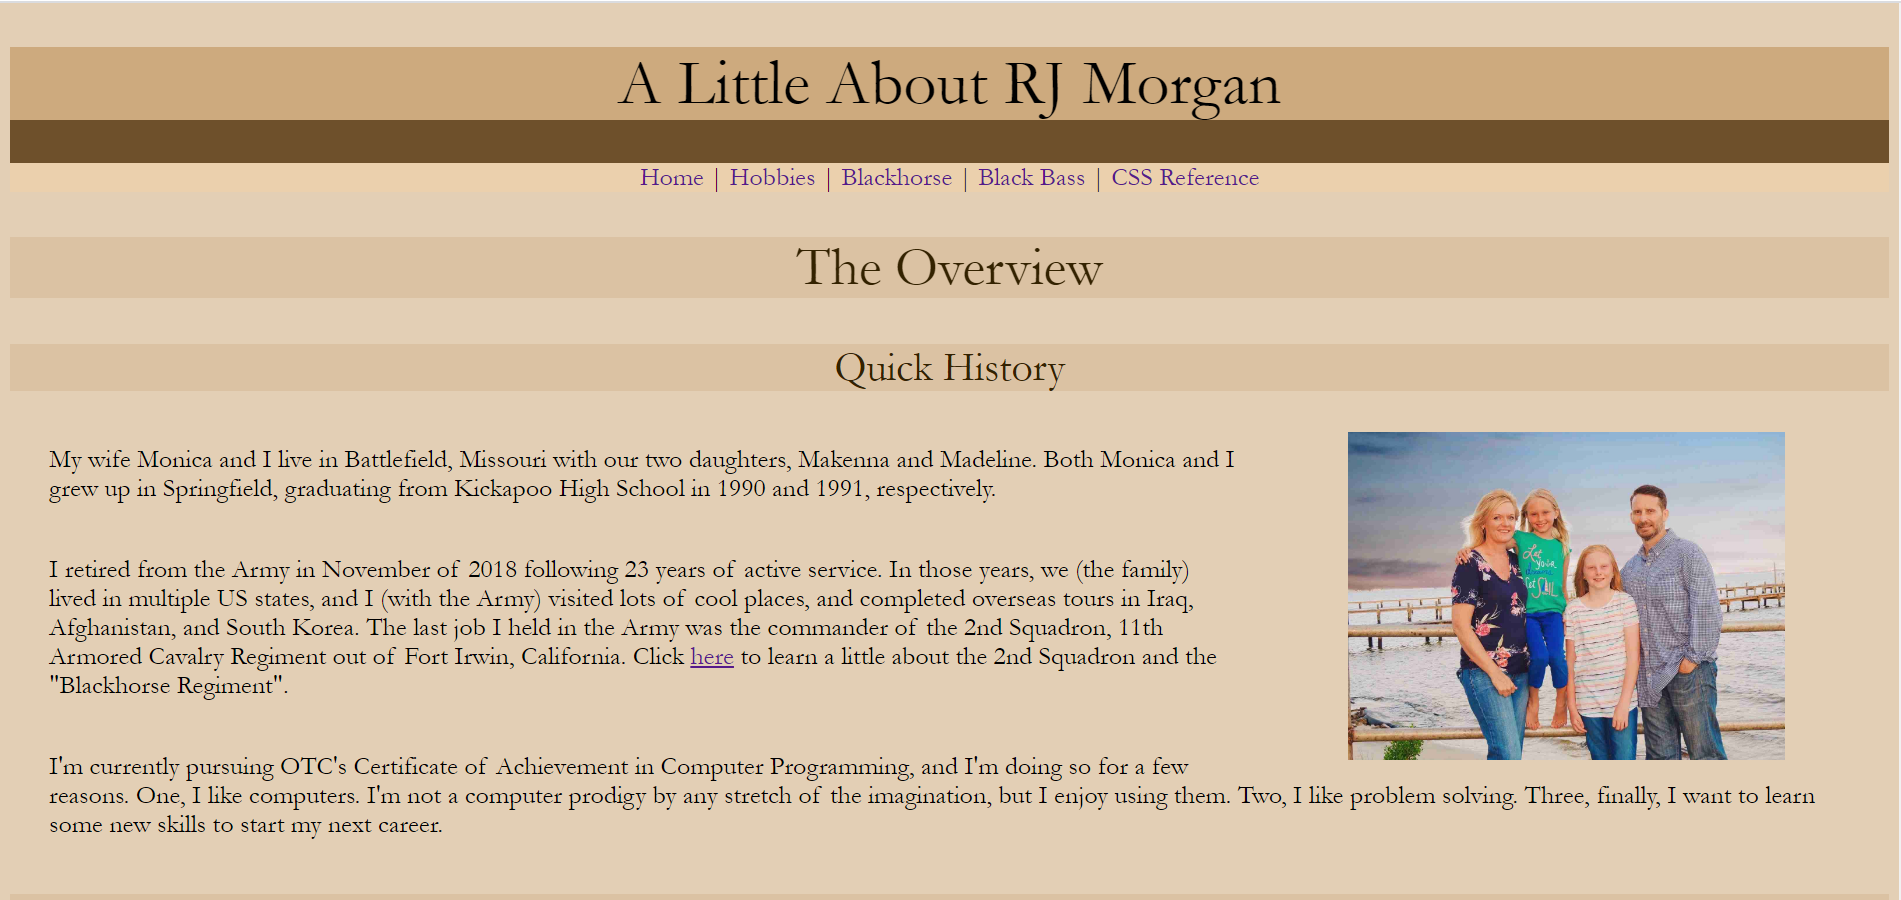 A Little About RJ Morgan
Home | Hobbies | Blackhorse | Black Bass | CSS Reference
The Overview
Quick History
My wife Monica and I live in Battlefield, Missouri with our two daughters, Makenna and Madeline. Both Monica and I
grew up in Springfield, graduating from Kickapoo High School in 1990 and 1991, respectively.
I retired from the Army in November of 2018 following 23 years of active service. In those years, we (the family)
lived in multiple US states, and I (with the Army) visited lots of cool places, and completed overseas tours in Iraq,
Afghanistan, and South Korea. The last job I held in the Army was the commander of the 2nd Squadron, 11th
Armored Cavalry Regiment out of Fort Irwin, California. Click here to learn a little about the 2nd Squadron and the
"Blackhorse Regiment".
I'm currently pursuing OTC's Certificate of Achievement in Computer Programming, and I'm doing so for a few
reasons. One, I like computers. I'm not a computer prodigy by any stretch of the imagination, but I enjoy using them. Two, I like problem solving. Three, finally, I want to learn
some new skills to start my next career.
Let
YOUR